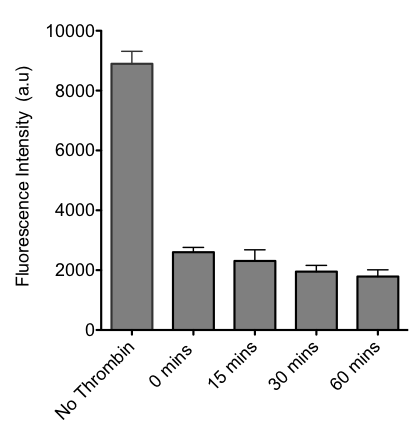 Fluorescence Intensity (a.u)
10000
8000
6000
4000
2000
0
No Thrombin
0 mins
15 mins
30 mins
60 mins